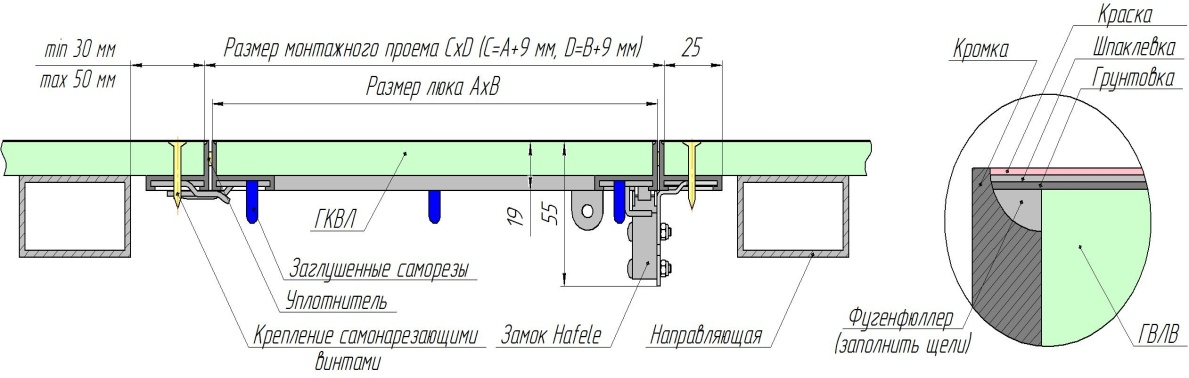 min 30 мм
max 50 мм
Размер монтажного проема CxD (C=A+9 мм, D=B+9 мм)
25
Размер люка AxB
ГКВЛ
19
55
Заглушенные саморезы
Уплотнитель
Крепление самонарезающими
винтами
Замок Hafele
Направляющая
Краска
Шпаклевка
Грунтовка
Кромка
Фугенфюллер
(заполнить щели)
ГВЛВ